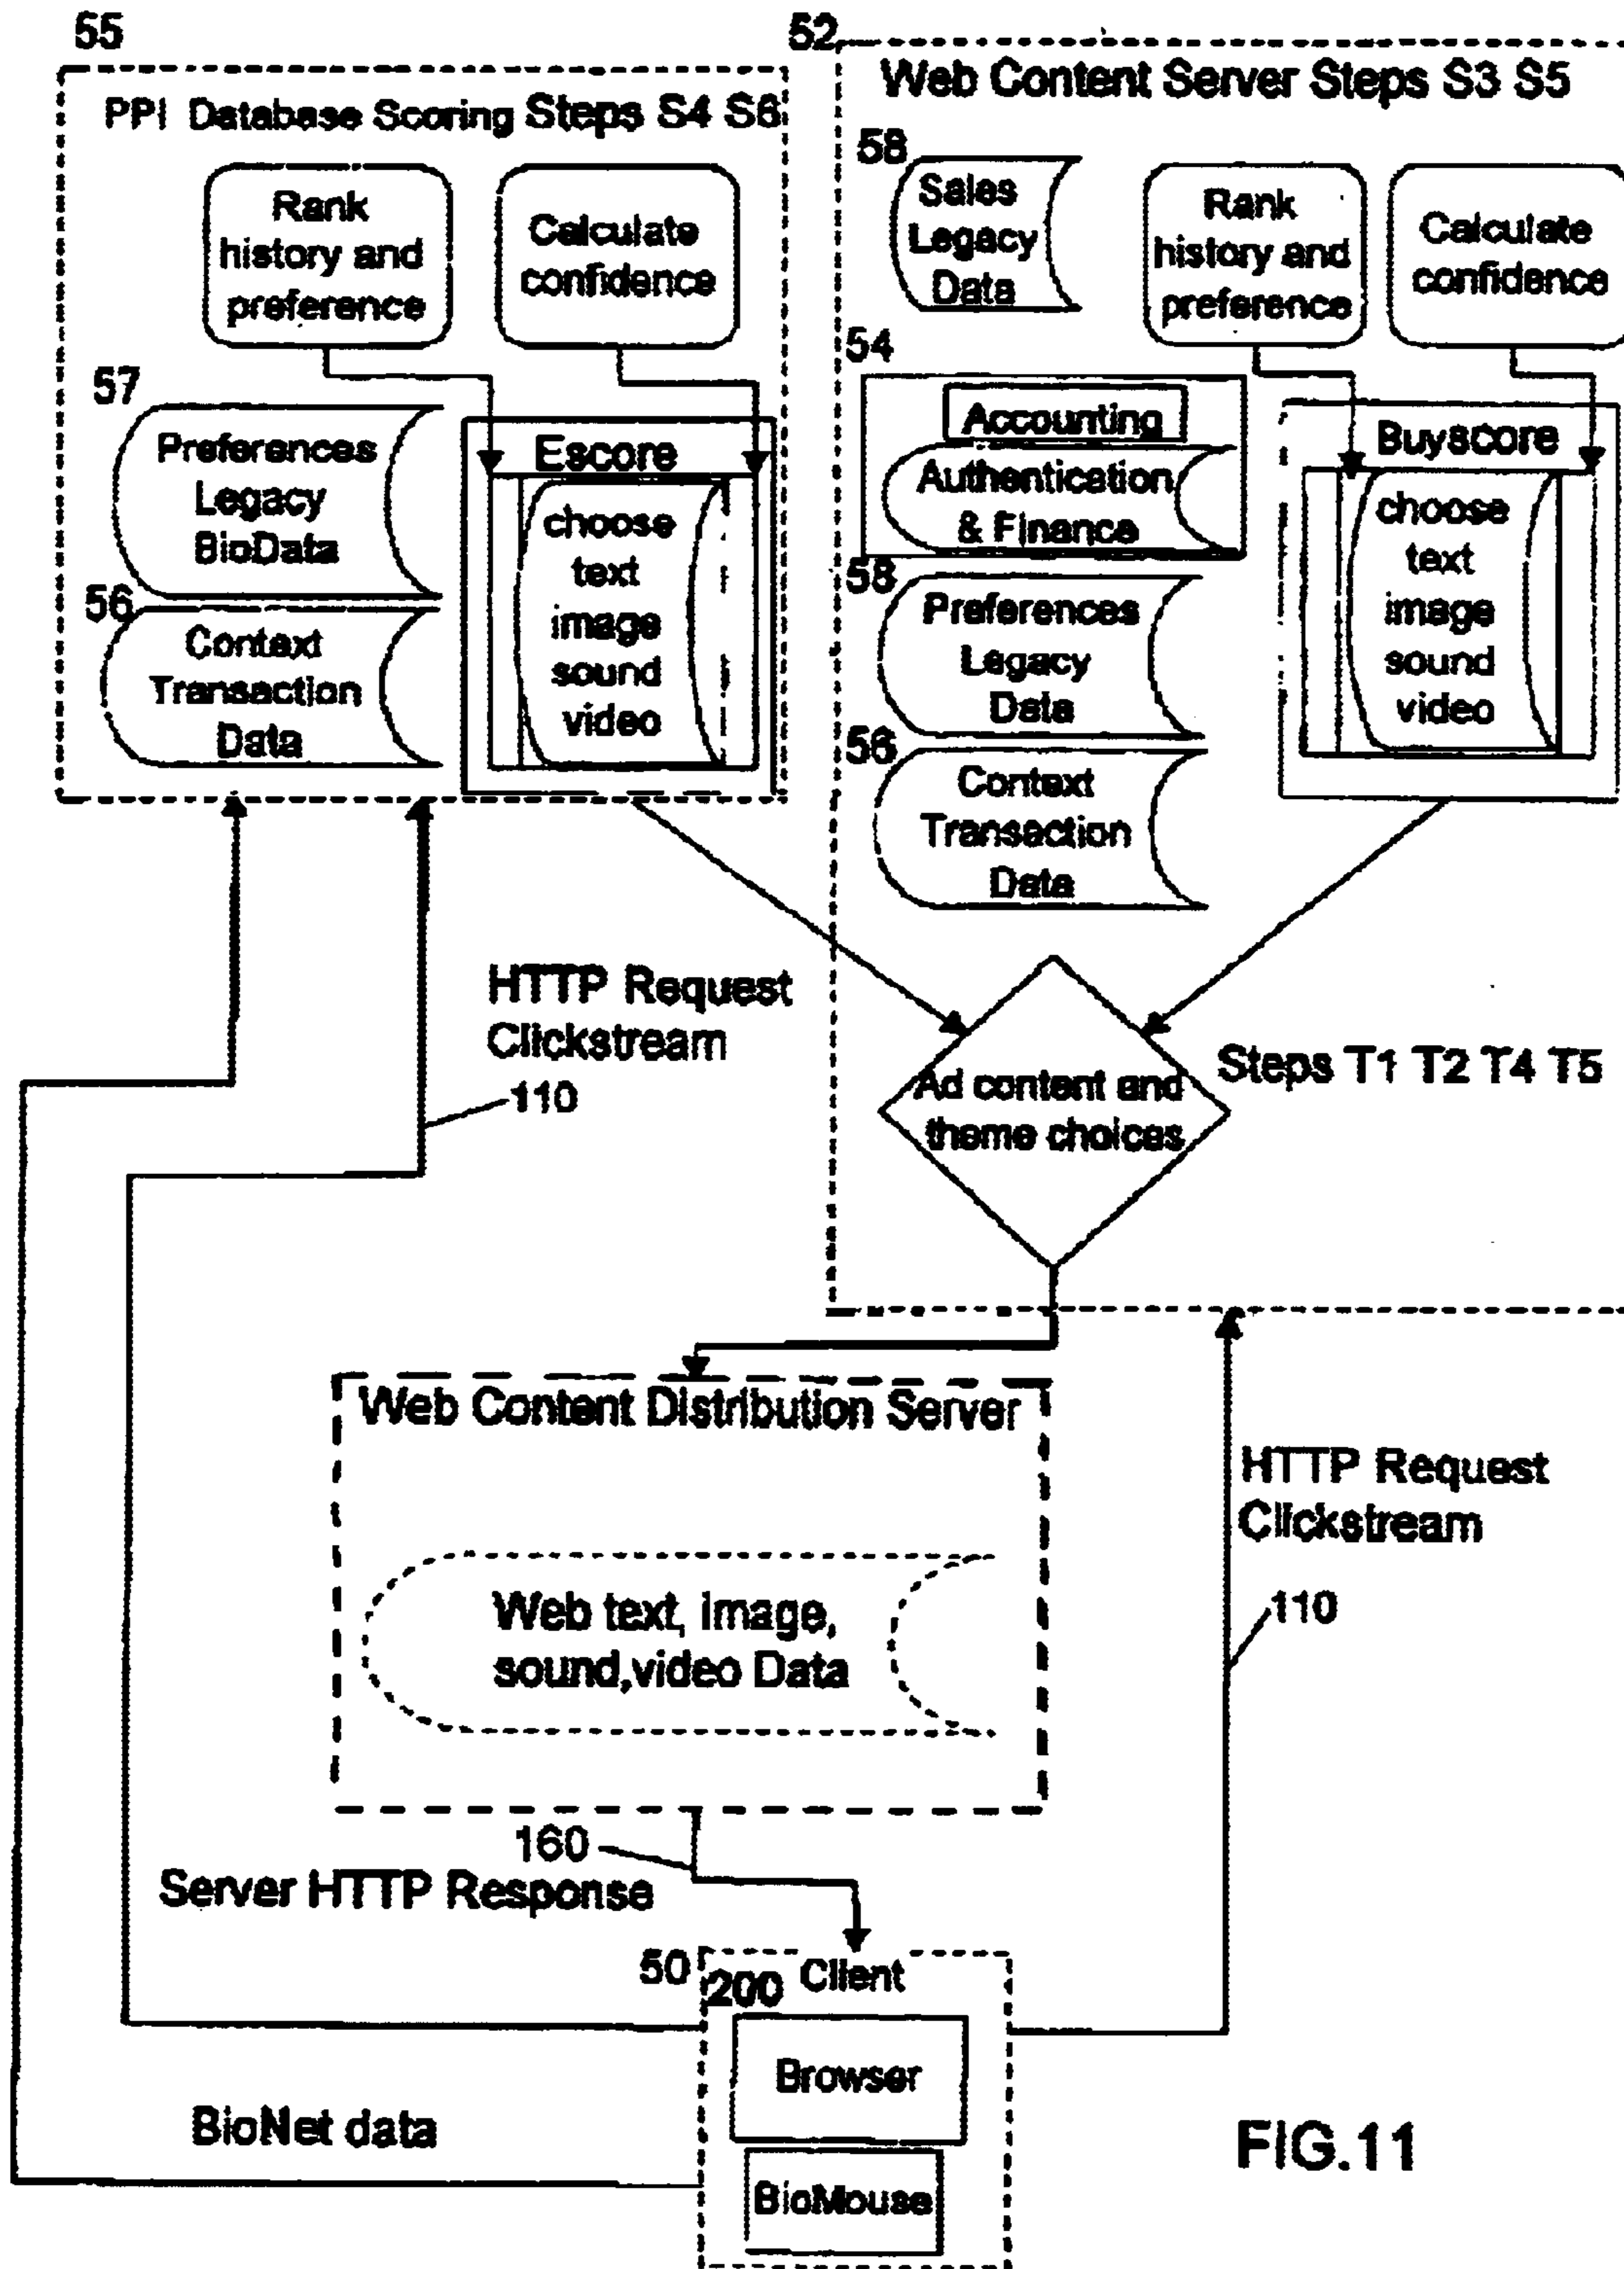 55
PPI Database Scoring Steps S4 S6
Rank
history and
preference
Calculate
confidence
57
Preferences
Legacy
BioData
56
Context
Transaction
Data
Escore
choose
text
image
sound
video
52
Web Content Server Steps S3 S5
58
Sales
Legacy
Data
Rank
history and
preference
Calculate
confidence
54
Accounting
Authentication
& Finance
Buyscore
choose
text
image
sound
video
58
Preferences
Legacy
Data
56
Context
Transaction
Data
HTTP Request
Clickstream
110
Ad content and
theme choices
Steps T1 T2 T4 T5
Web Content Distribution Server
Web text, image,
sound,video Data
HTTP Request
Clickstream
110
160
Server HTTP Response
50
200 Client
Browser
BioMouse
BioNet data
FIG.11